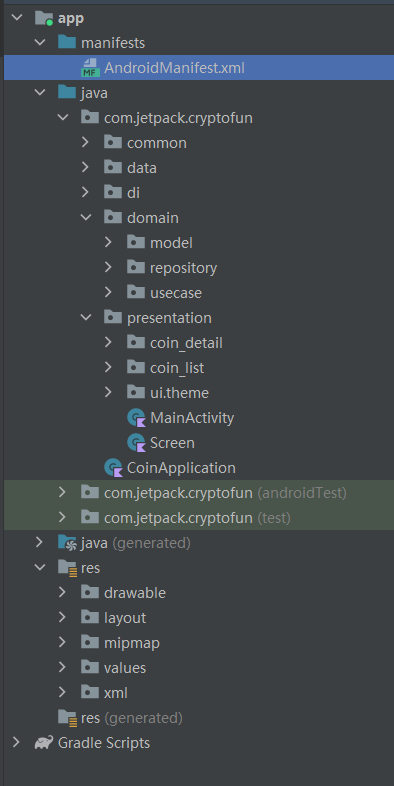 app
manifests
MF AndroidManifest.xml
java
com.jetpack.cryptofun
common
data
di
domain
model
repository
usecase
presentation
coin_detail
coin_list
ui.theme
MainActivity
Screen
CoinApplication
com.jetpack.cryptofun (androidTest)
com.jetpack.cryptofun (test)
java (generated)
res
drawable
layout
mipmap
values
xml
res (generated)
Gradle Scripts